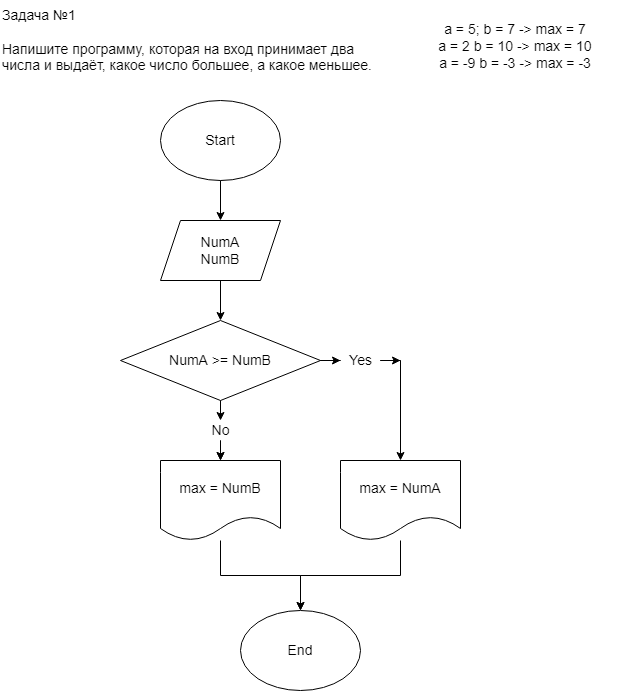 Задача №1
Напишите программу, которая на вход принимает два
числа и выдаёт, какое число большее, а какое меньшее.
a = 5; b = 7 -> max = 7
a = 2 b = 10 -> max = 10
a = -9 b = -3 -> max = -3
Start
NumA
NumB
NumA >= NumB
Yes
No
max = NumB
max = NumA
End